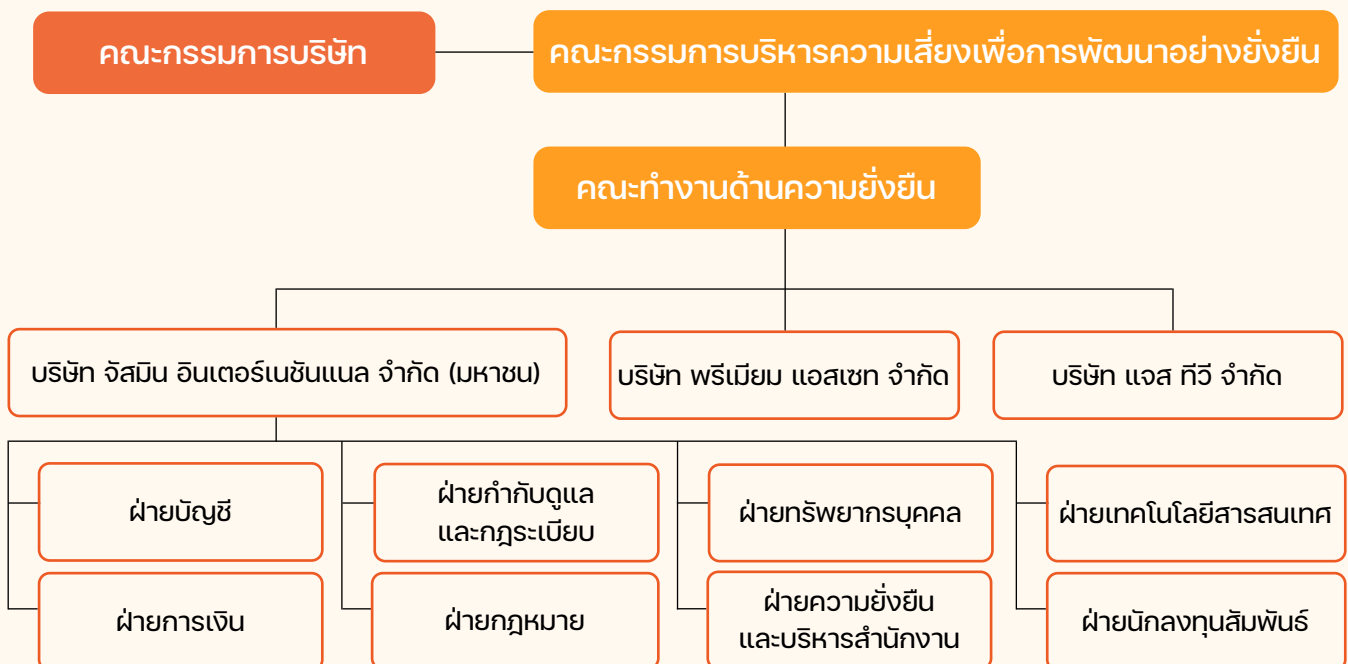 คณะกรรมการบริษัท
คณะกรรมการบริหารความเสี่ยงเพื่อการพัฒนาอย่างยั่งยืน
คณะทำงานด้านความยั่งยืน
บริษัท จัสมิน อินเตอร์เนชันแนล จำกัด (มหาชน)
บริษัท พรีเมียม แอสเซท จำกัด
บริษัท แจส ทีวี จำกัด
ฝ่ายบัญชี
ฝ่ายกำกับดูแล
และกฎระเบียบ
ฝ่ายทรัพยากรบุคคล
ฝ่ายเทคโนโลยีสารสนเทศ
ฝ่ายการเงิน
ฝ่ายกฎหมาย
ฝ่ายความยั่งยืน
และบริหารสำนักงาน
ฝ่ายนักลงทุนสัมพันธ์